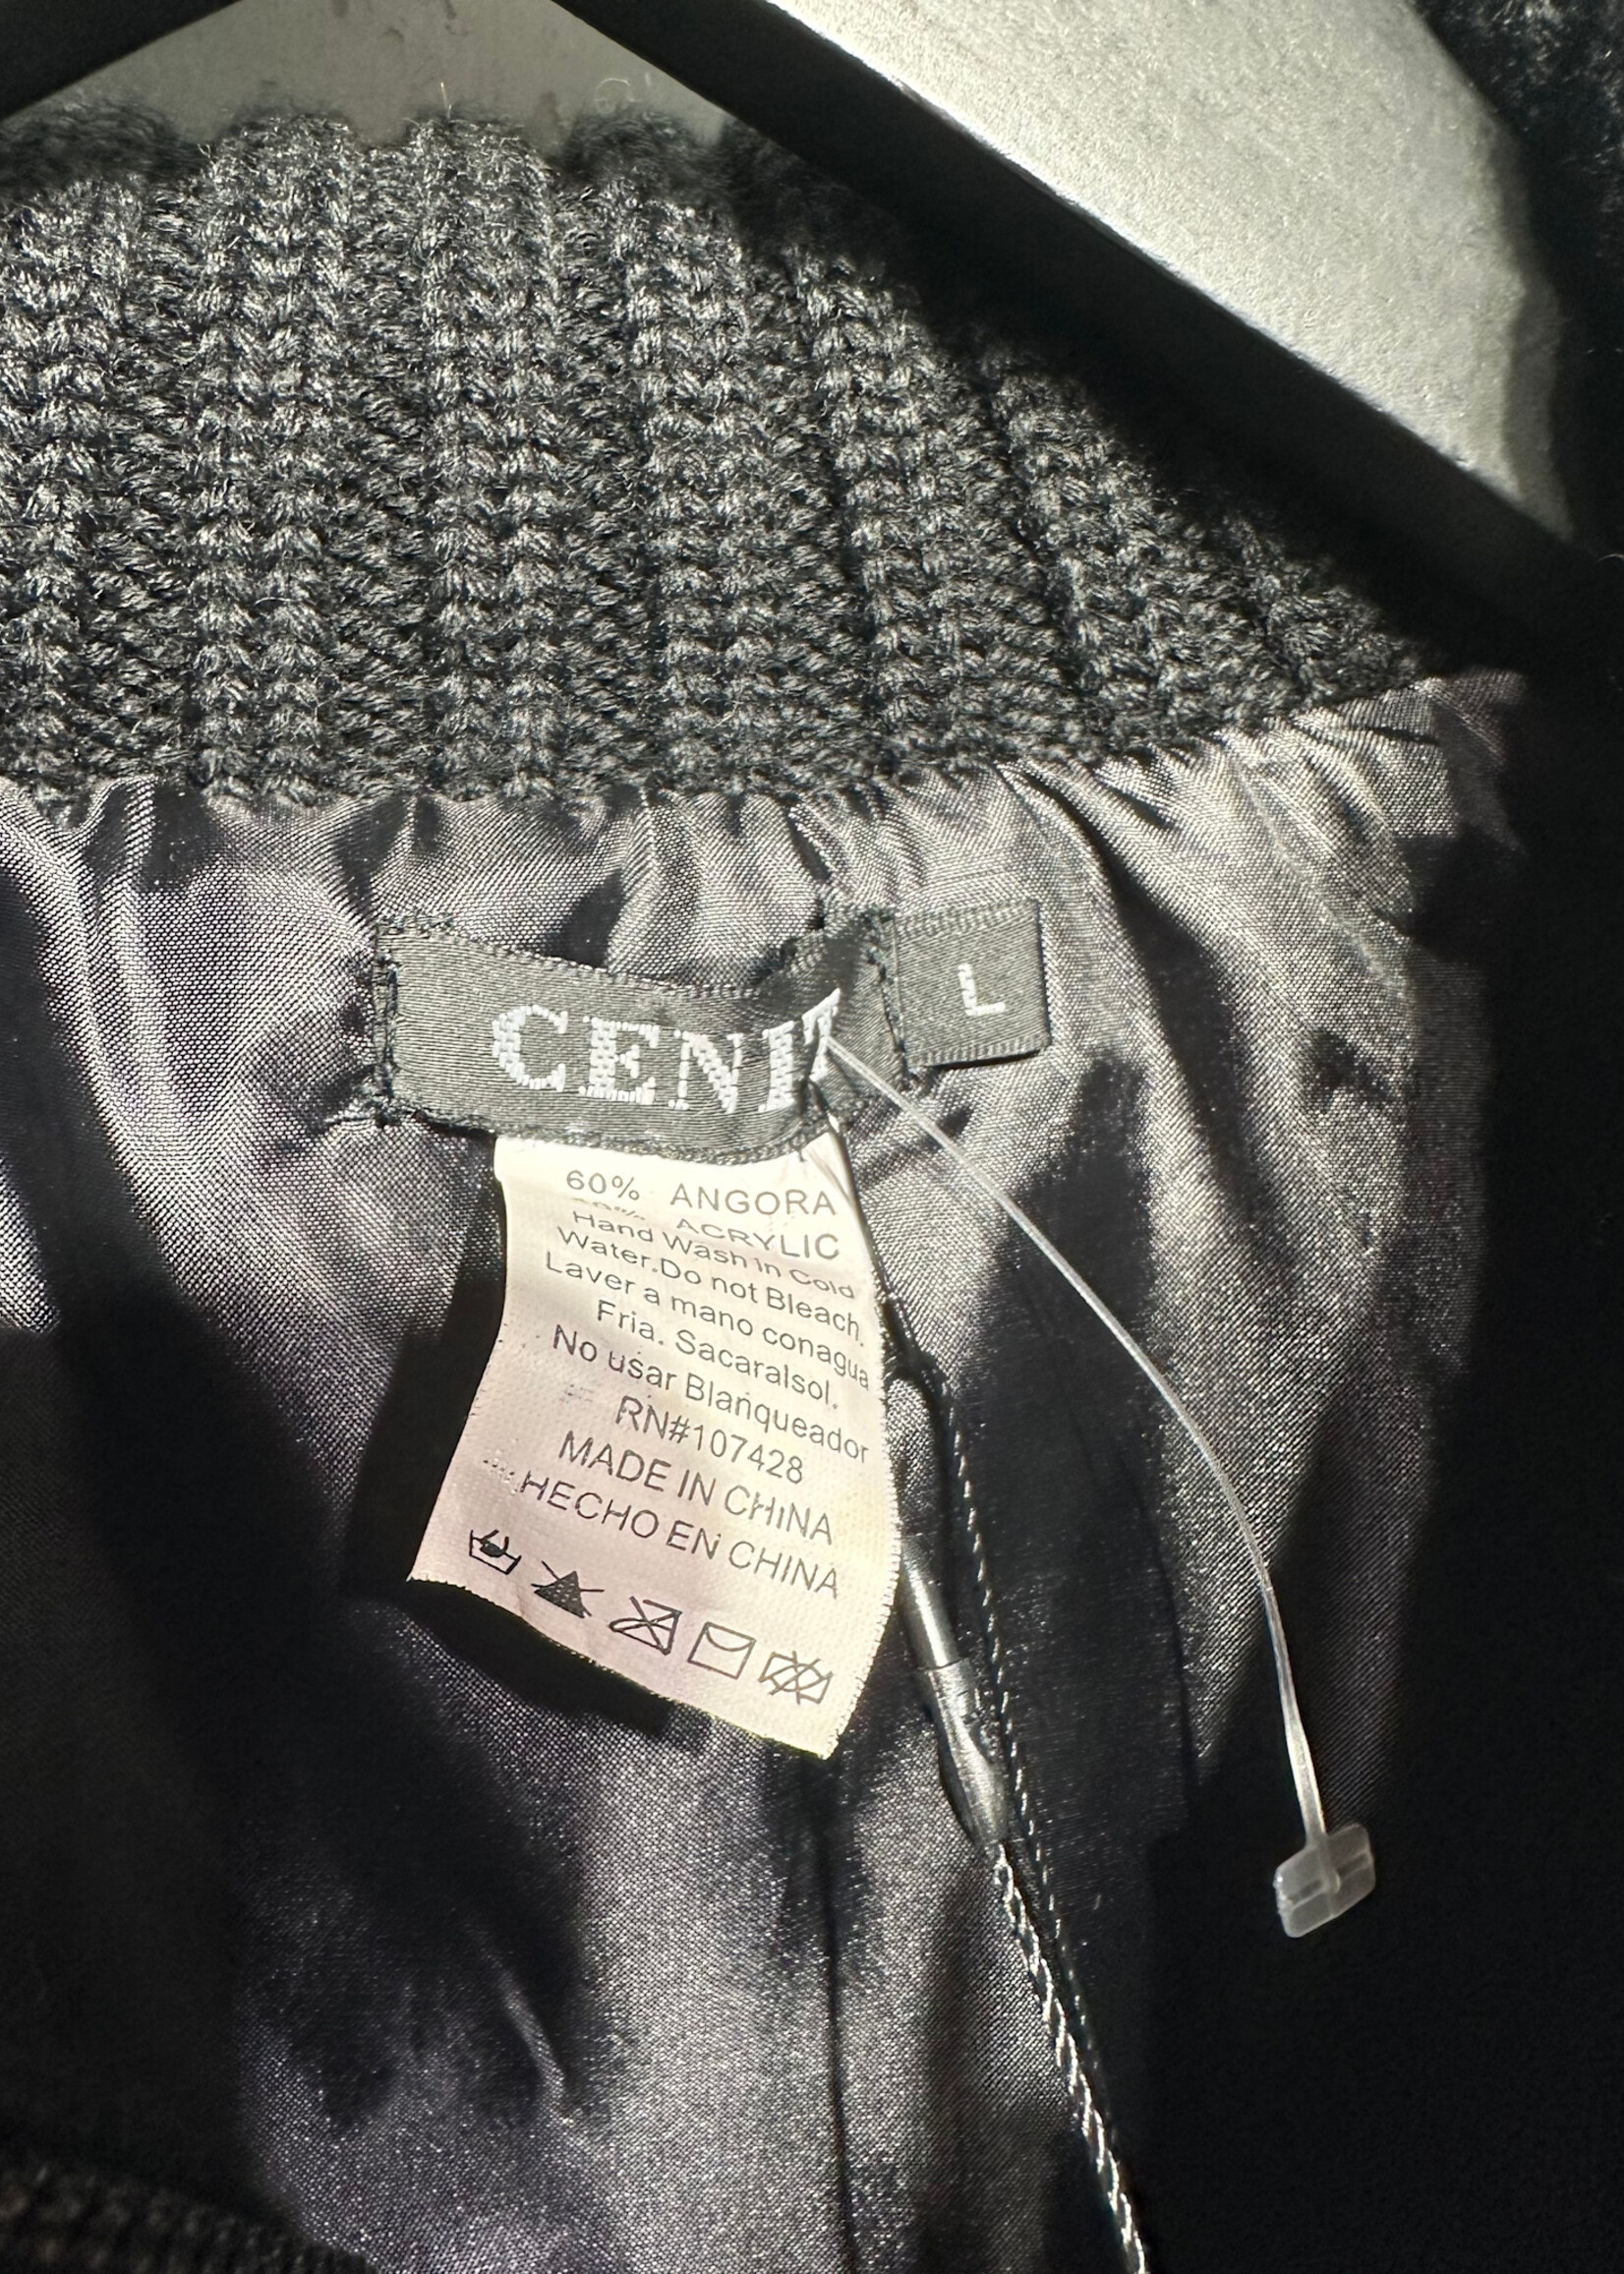 CENIT
L
60% ANGORA
ACRYLIC
Hand Wash in Cold
Water.Do not Bleach.
Laver a mano conagua
Fria. Sacaralsol.
No usar Blanqueador
RN#107428
MADE IN CHINA
HECHO EN CHINA